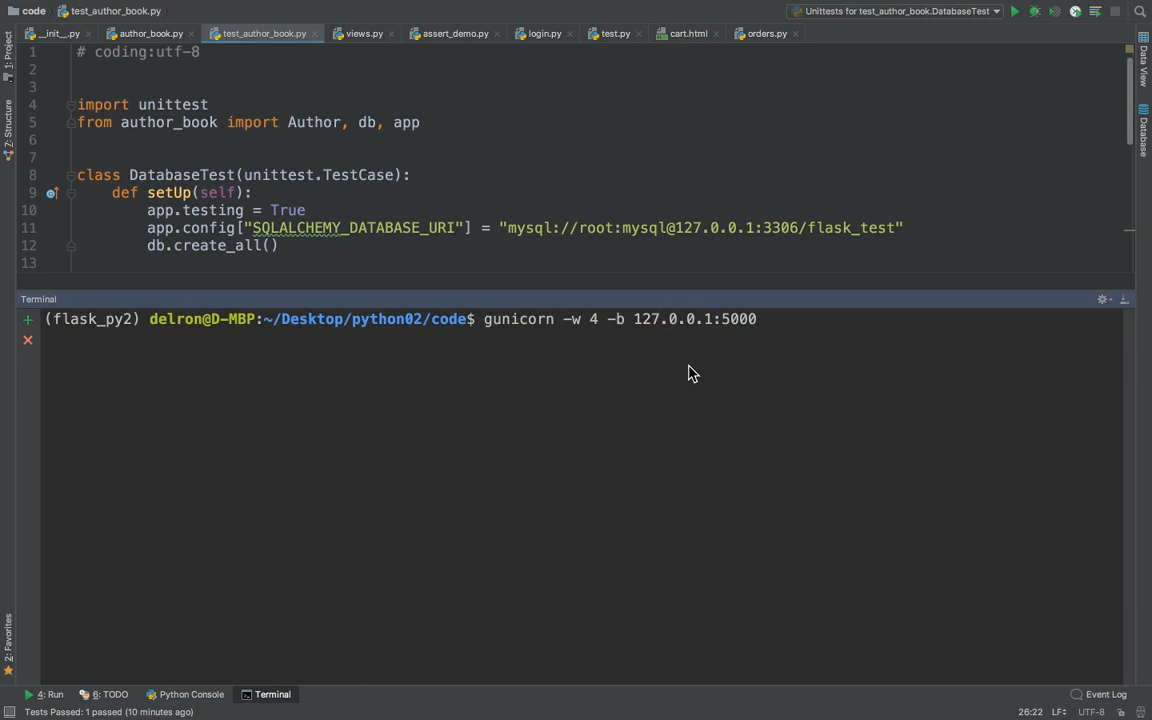 code test_author_book.py Unittests for test_author_book.DatabaseTest
__init__.py author_book.py test_author_book.py views.py assert_demo.py login.py test.py cart.html orders.py
1: Project
Z: Structure
2: Favorites
Data View
Database
1 # coding:utf-8
2
3
4 import unittest
5 from author_book import Author, db, app
6
7
8 class DatabaseTest(unittest.TestCase):
9 def setUp(self):
10 app.testing = True
11 app.config["SQLALCHEMY_DATABASE_URI"] = "mysql://root:mysql@127.0.0.1:3306/flask_test"
12 db.create_all()
13
Terminal
(flask_py2) delron@D-MBP:~/Desktop/python02/code$ gunicorn -w 4 -b 127.0.0.1:5000
4: Run 6: TODO Python Console Terminal Event Log
Tests Passed: 1 passed (10 minutes ago) 26:22 LF÷ UTF-8